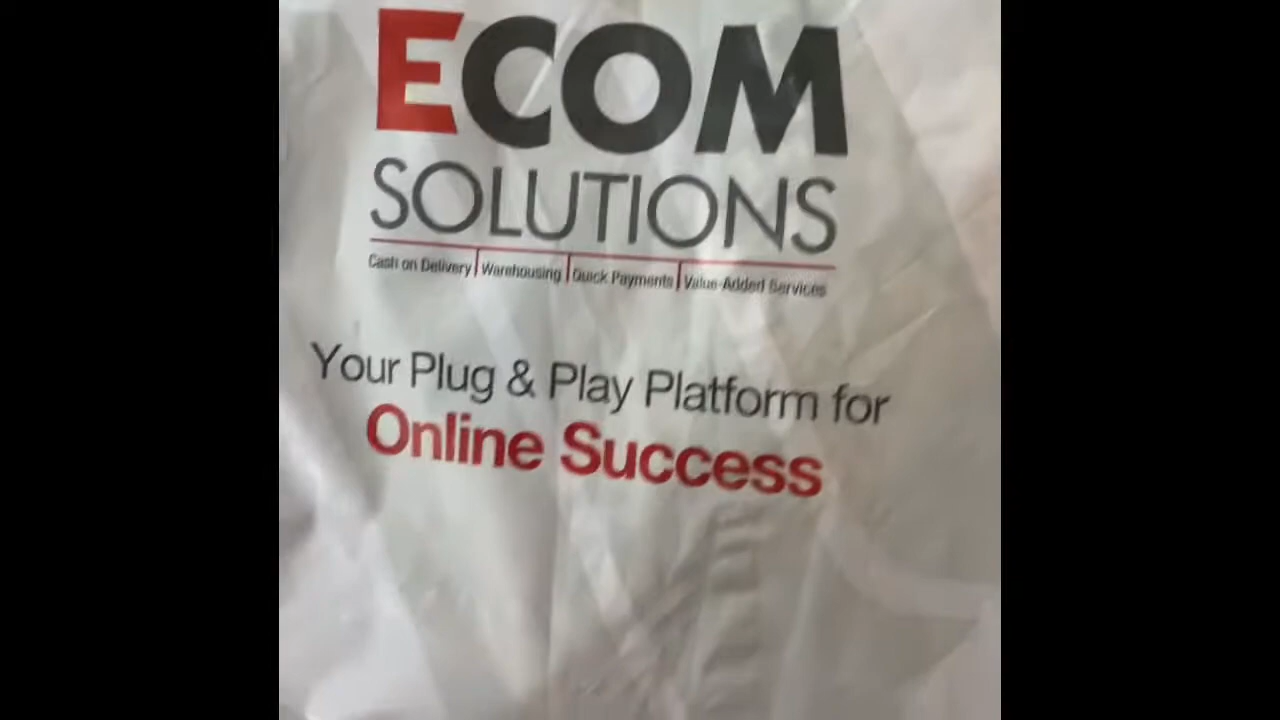 ECOM
SOLUTIONS
Cash on Delivery | Warehousing | Quick Payments | Value-Added Services
Your Plug & Play Platform for
Online Success